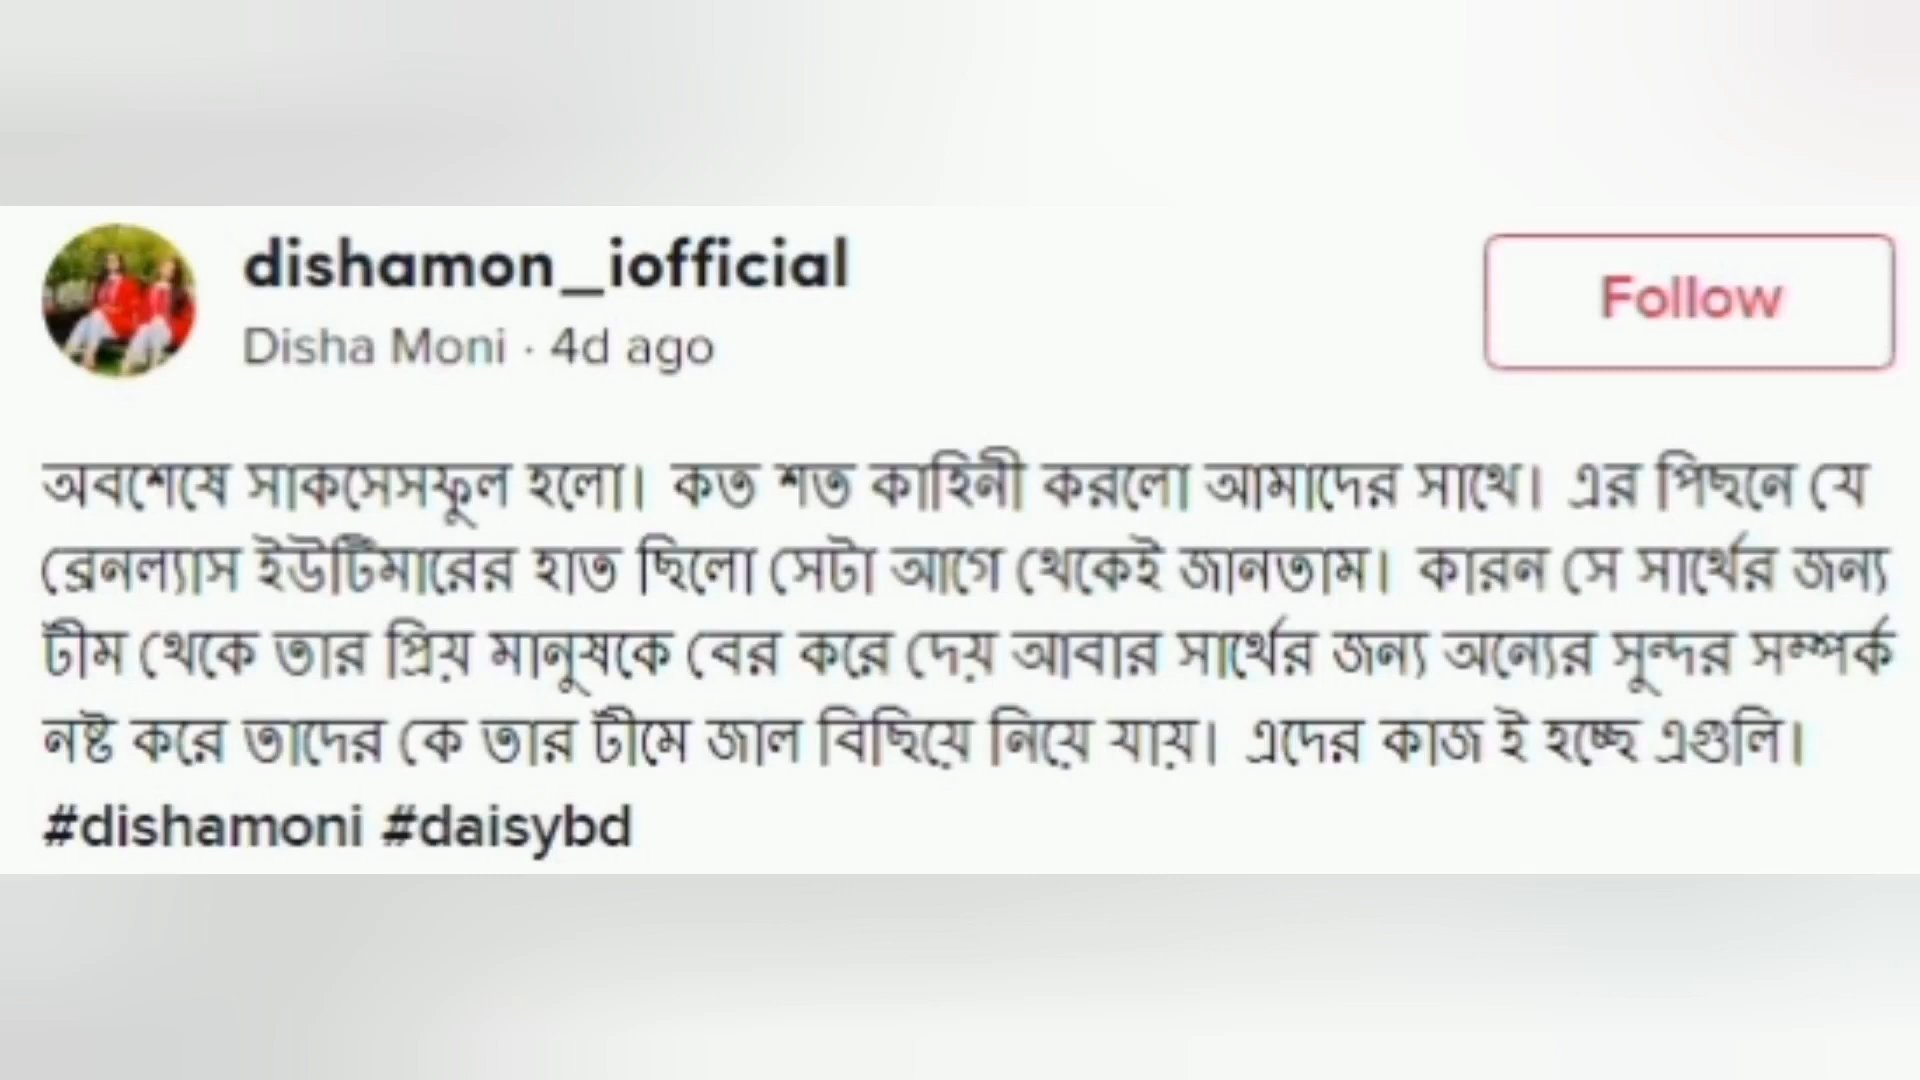 dishamon_iofficial
Disha Moni · 4d ago
Follow
অবশেষে সাকসেসফুল হলো। কত শত কাহিনী করলো আমাদের সাথে। এর পিছনে যে
ব্রেনল্যাস ইউটিমারের হাত ছিলো সেটা আগে থেকেই জানতাম। কারন সে সার্থের জন্য
টীম থেকে তার প্রিয় মানুষকে বের করে দেয় আবার সার্থের জন্য অন্যের সুন্দর সম্পর্ক
নষ্ট করে তাদের কে তার টীমে জাল বিছিয়ে নিয়ে যায়। এদের কাজ ই হচ্ছে এগুলি।
#dishamoni #daisybd